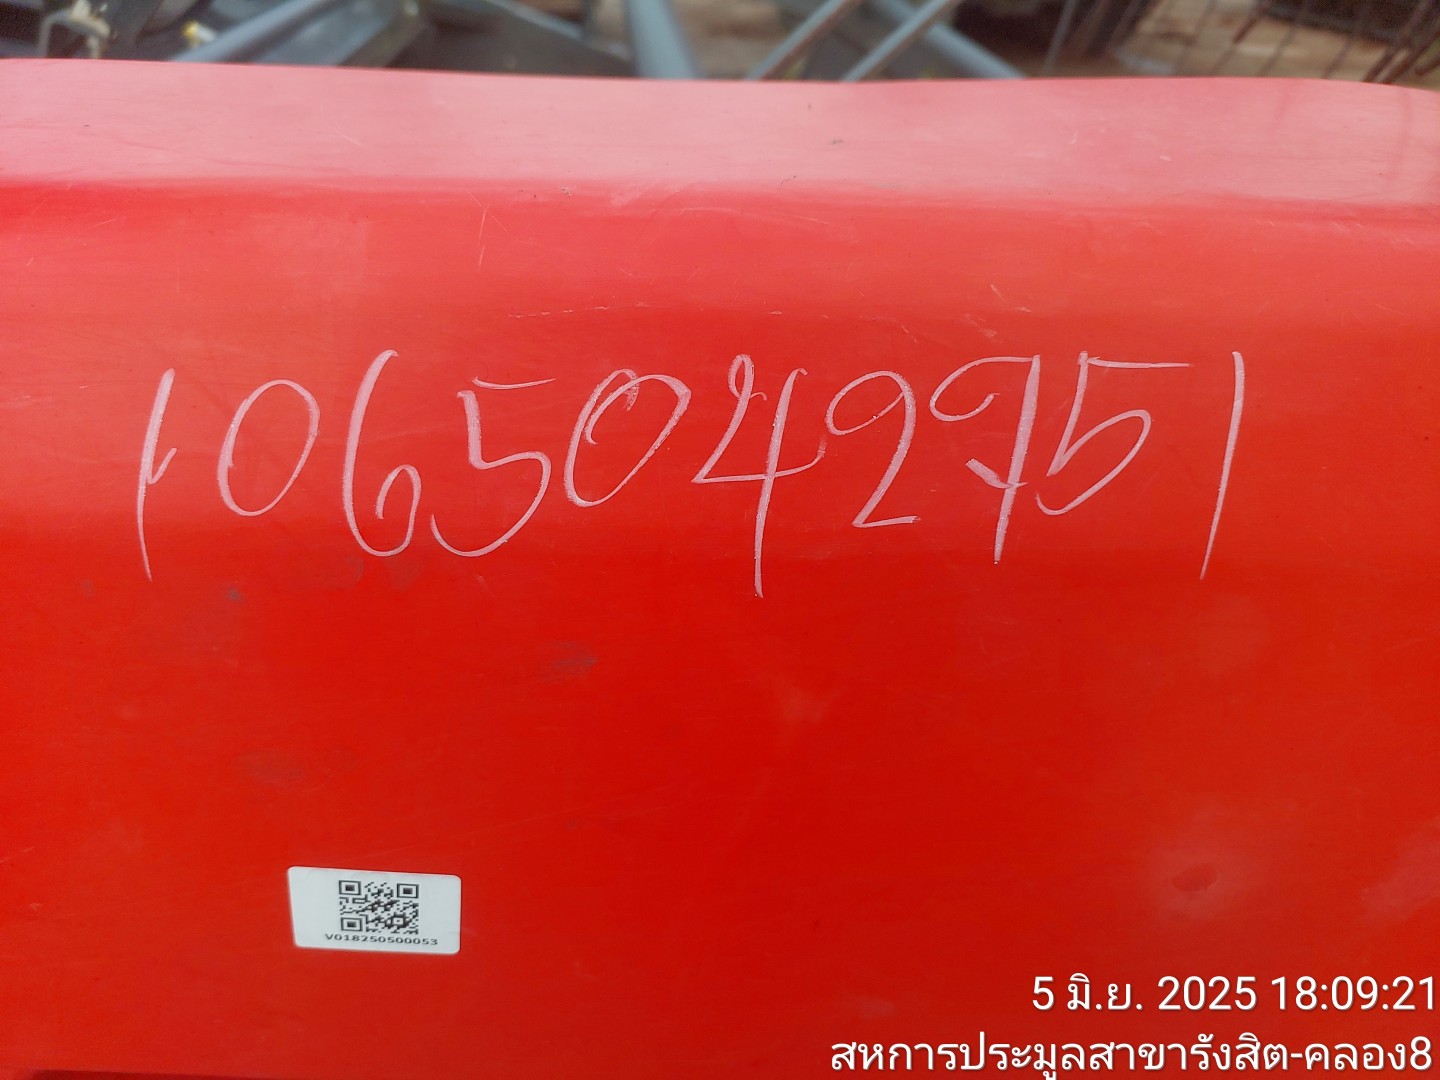 1065042751
V018250500053
5 มิ.ย. 2025 18:09:21
สหการประมูลสาขารังสิต-คลอง8